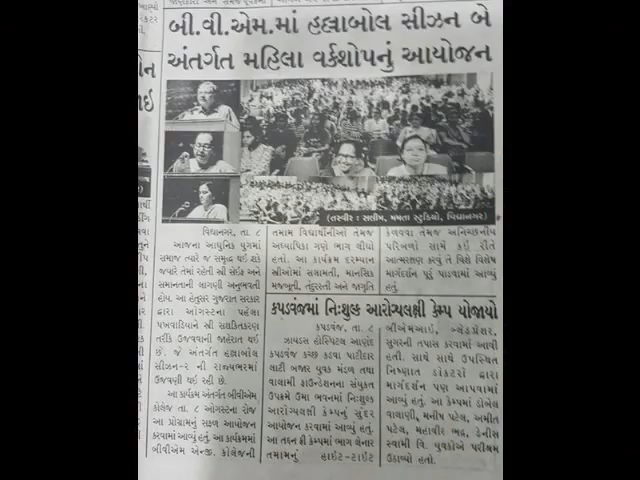 બી.વી.એમ.માં હલ્લાબોલ સીઝન બે
અંતર્ગત મહિલા વર્કશોપનું આયોજન
(તસ્વીર : સલીમ, મમતા સ્ટુડિયો, વિદ્યાનગર)
વિદ્યાનગર, તા. ૮
આજના આધુનિક યુગમાં
સમાજ ત્યારે જ સમૃદ્ધ થઈ શકે
જ્યારે તેમાં રહેતી સ્ત્રી સેઈફ અને
સમાનતાની લાગણી અનુભવતી
હોય. આ હેતુસર ગુજરાત સરકાર
દ્વારા ઓગસ્ટના પહેલા
પખવાડિયાને સ્ત્રી સશક્તિકરણ
તરીકે ઉજવવાની જાહેરાત થઈ
છે. જે અંતર્ગત હલ્લાબોલ
સીઝન-૨ ની રાજ્યભરમાં
ઉજવણી થઈ રહી છે.
આ કાર્યક્રમ અંતર્ગત બીવીએમ
કોલેજ તા. ૮ ઓગસ્ટના રોજ
આ પ્રોગ્રામનું સફળ આયોજન
કરવામાં આવ્યું હતું. આ કાર્યક્રમમાં
બીવીએમ એન્જી. કોલેજની
તમામ વિદ્યાર્થીનીઓ તેમજ
અધ્યાપિકા ગણે ભાગ લીધો
હતો. આ કાર્યક્રમ દરમ્યાન
સ્ત્રીઓમાં સલામતી, માનસિક
મજબૂતી, તંદુરસ્તી અને જાગૃતિ
કેળવવા તેમજ અનિચ્છનીય
પરિબળો સામે કઈ રીતે
આત્મરક્ષણ કરવું તે વિશે વિશેષ
માર્ગદર્શન પૂરું પાડવામાં આવ્યું
હતું.
કપડવંજમાં નિઃશુલ્ક આરોગ્યલક્ષી કેમ્પ યોજાયો
કપડવંજ, તા. ૮
ઝાયડસ હોસ્પિટલ આણંદ
કપડવંજ કચ્છ કડવા પાટીદાર
લાટી બજાર યુવક મંડળ તથા
વાલામી ફાઉન્ડેશનના સંયુક્ત
ઉપક્રમે ઉમા ભવનમાં નિઃશુલ્ક
આરોગ્યલક્ષી કેમ્પનું સુંદર
આયોજન કરવામાં આવ્યું હતું.
આ તદ્દન ફ્રી કેમ્પમાં ભાગ લેનાર
તમામનું હાઈટ-હાઈટ
બીએમઆઈ, બ્લડપ્રેશર,
સુગરની તપાસ કરવામાં આવી
હતી. સાથે સાથે ઉપસ્થિત
નિષ્ણાત ડૉકટરો દ્વારા
માર્ગદર્શન પણ આપવામાં
આવ્યું હતું. આ કેમ્પમાં ડૉબેલ
વાલાણી, મનીષ પટેલ, અમીત
પટેલ, મહાવીર ભટ્ટ, ડેનીસ
સ્વામી વિ. યુવકોએ પરીશ્રમ
ઉઠાવ્યો હતો.